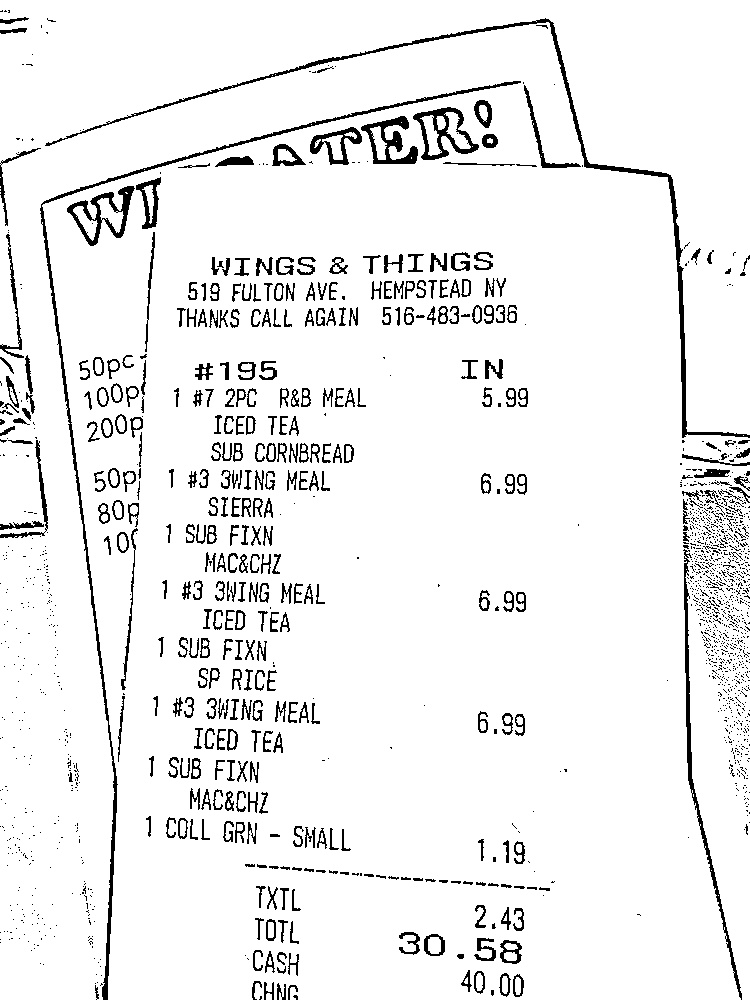 WINGS & THINGS
519 FULTON AVE. HEMPSTEAD NY
THANKS CALL AGAIN 516-483-0936
#195 IN
1 #7 2PC R&B MEAL 5.99
ICED TEA
SUB CORNBREAD
1 #3 3WING MEAL 6.99
SIERRA
1 SUB FIXN
MAC&CHZ
1 #3 3WING MEAL 6.99
ICED TEA
1 SUB FIXN
SP RICE
1 #3 3WING MEAL 6.99
ICED TEA
1 SUB FIXN
MAC&CHZ
1 COLL GRN - SMALL 1.19
TXTL 2.43
TOTL 30.58
CASH 40.00
CHNG
50pc
100p
200p
50p
80p
100